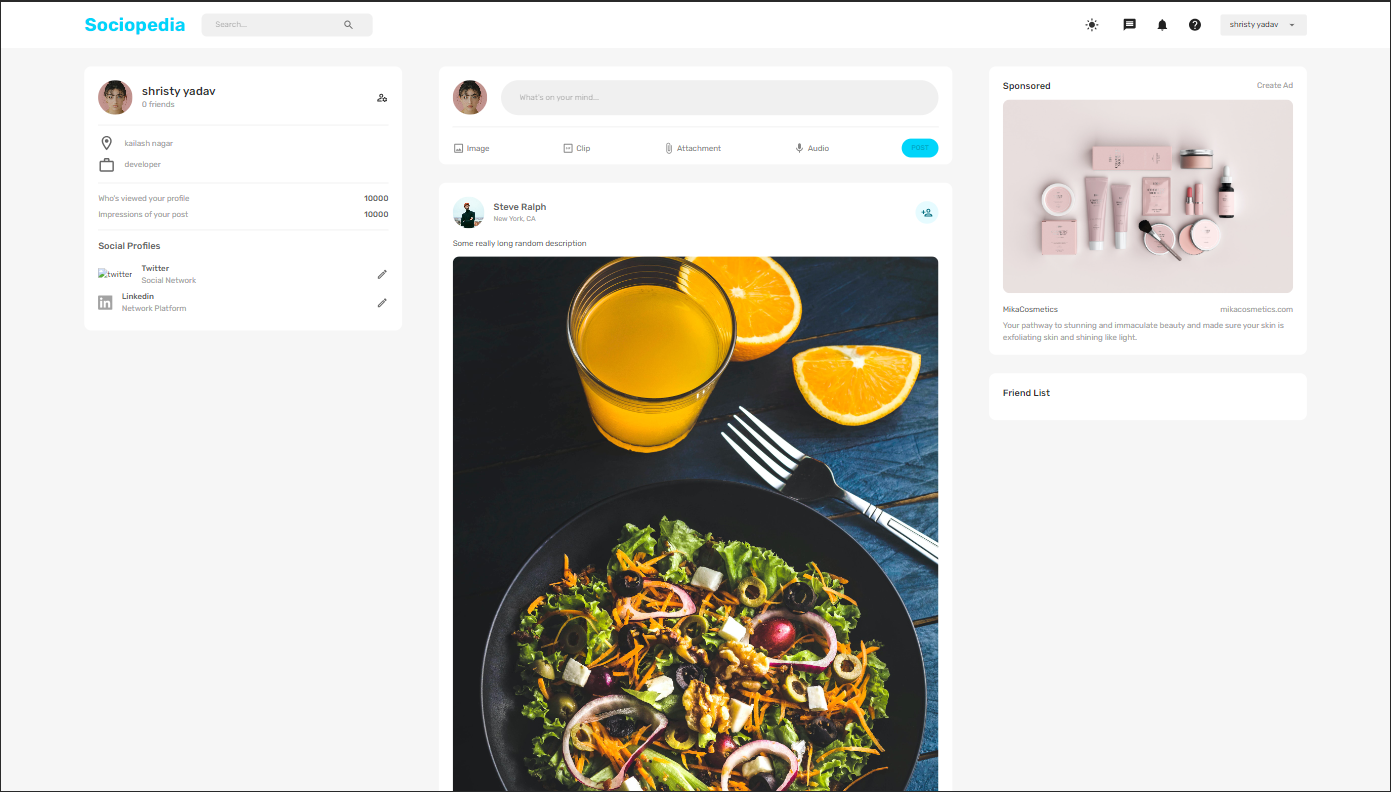 Sociopedia
Search...
shristy yadav
shristy yadav
0 friends
kailash nagar
developer
Who's viewed your profile 10000
Impressions of your post 10000
Social Profiles
twitter
Twitter
Social Network
Linkedin
Network Platform
What's on your mind...
Image Clip Attachment Audio POST
Steve Ralph
New York, CA
Some really long random description
Sponsored Create Ad
MikaCosmetics mikacosmetics.com
Your pathway to stunning and immaculate beauty and made sure your skin is
exfoliating skin and shining like light.
Friend List